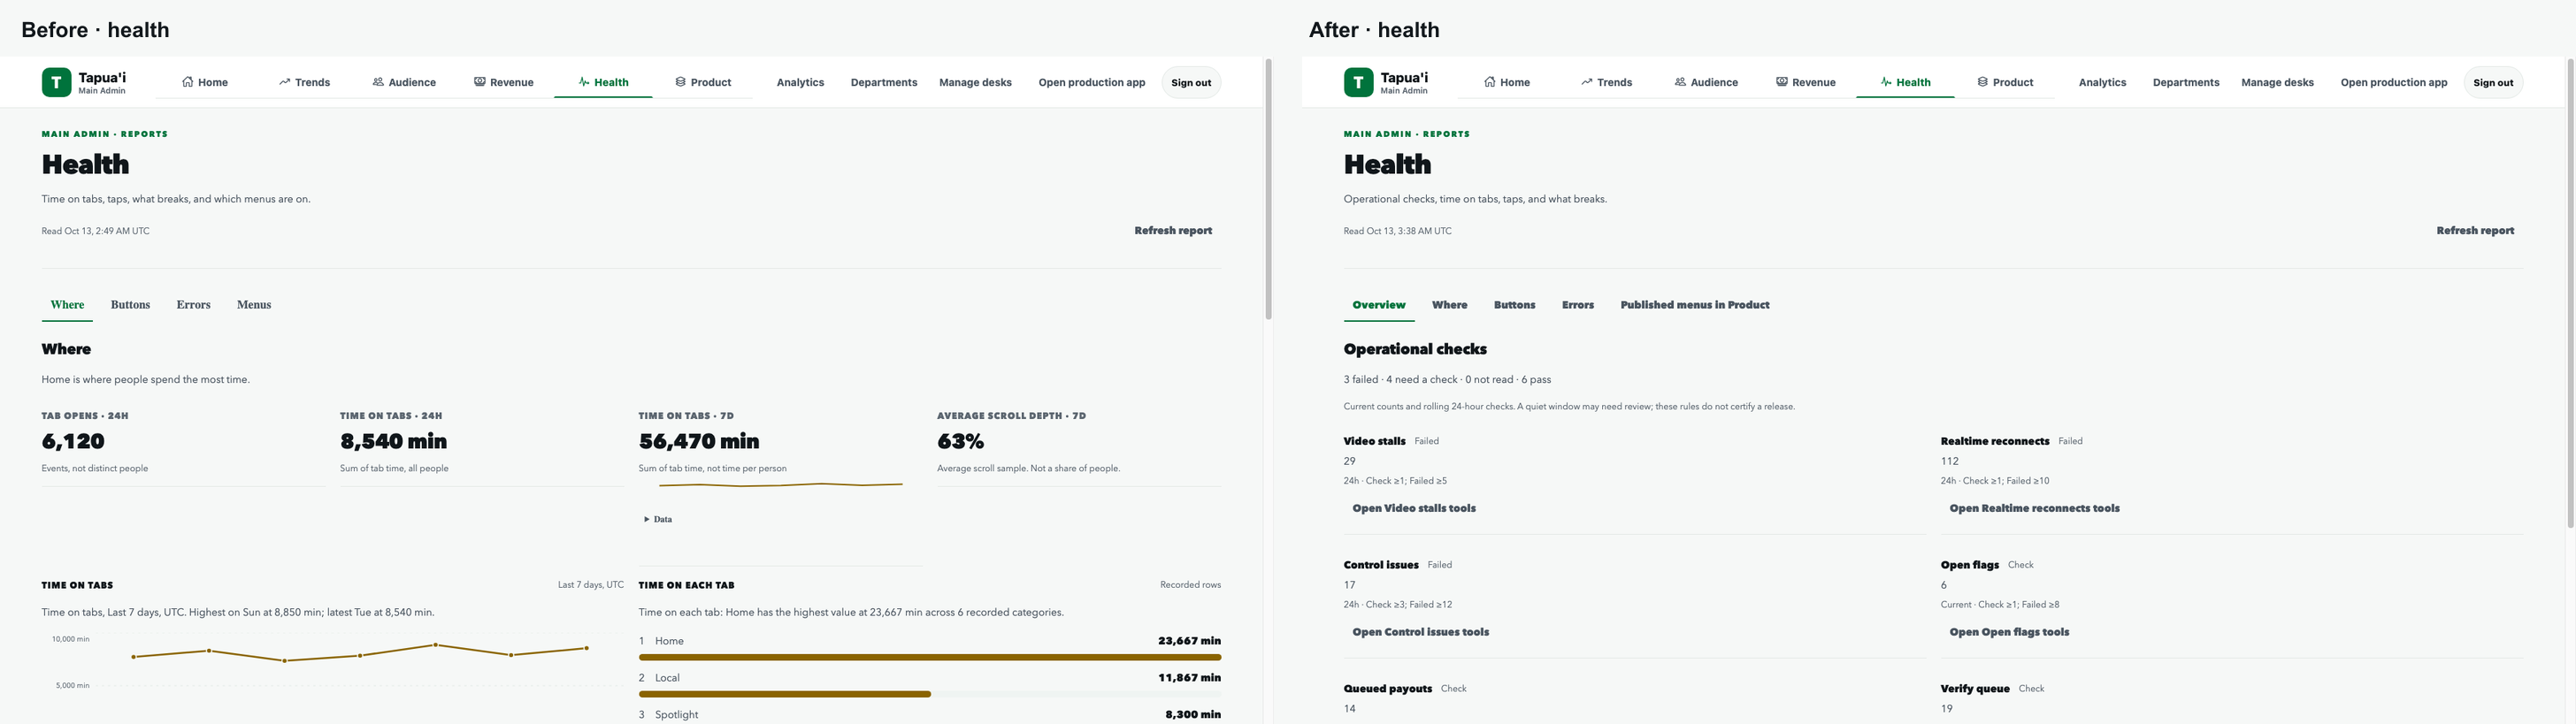 Before · health
T
Tapua'i
Main Admin
Home
Trends
Audience
Revenue
Health
Product
Analytics
Departments
Manage desks
Open production app
Sign out
MAIN ADMIN • REPORTS
Health
Time on tabs, taps, what breaks, and which menus are on.
Read Oct 13, 2:49 AM UTC
Refresh report
Where
Buttons
Errors
Menus
Where
Home is where people spend the most time.
TAB OPENS • 24H
6,120
Events, not distinct people
TIME ON TABS • 24H
8,540 min
Sum of tab time, all people
TIME ON TABS • 7D
56,470 min
Sum of tab time, not time per person
Data
AVERAGE SCROLL DEPTH • 7D
63%
Average scroll sample. Not a share of people.
TIME ON TABS
Last 7 days, UTC
Time on tabs, Last 7 days, UTC. Highest on Sun at 8,850 min; latest Tue at 8,540 min.
10,000 min
5,000 min
TIME ON EACH TAB
Recorded rows
Time on each tab: Home has the highest value at 23,667 min across 6 recorded categories.
1 Home 23,667 min
2 Local 11,867 min
3 Spotlight 8,300 min
After · health
T
Tapua'i
Main Admin
Home
Trends
Audience
Revenue
Health
Product
Analytics
Departments
Manage desks
Open production app
Sign out
MAIN ADMIN • REPORTS
Health
Operational checks, time on tabs, taps, and what breaks.
Read Oct 13, 3:38 AM UTC
Refresh report
Overview
Where
Buttons
Errors
Published menus in Product
Operational checks
3 failed · 4 need a check · 0 not read · 6 pass
Current counts and rolling 24-hour checks. A quiet window may need review; these rules do not certify a release.
Video stalls Failed
29
24h · Check ≥1; Failed ≥5
Open Video stalls tools
Realtime reconnects Failed
112
24h · Check ≥1; Failed ≥10
Open Realtime reconnects tools
Control issues Failed
17
24h · Check ≥3; Failed ≥12
Open Control issues tools
Open flags Check
6
Current · Check ≥1; Failed ≥8
Open Open flags tools
Queued payouts Check
14
Verify queue Check
19